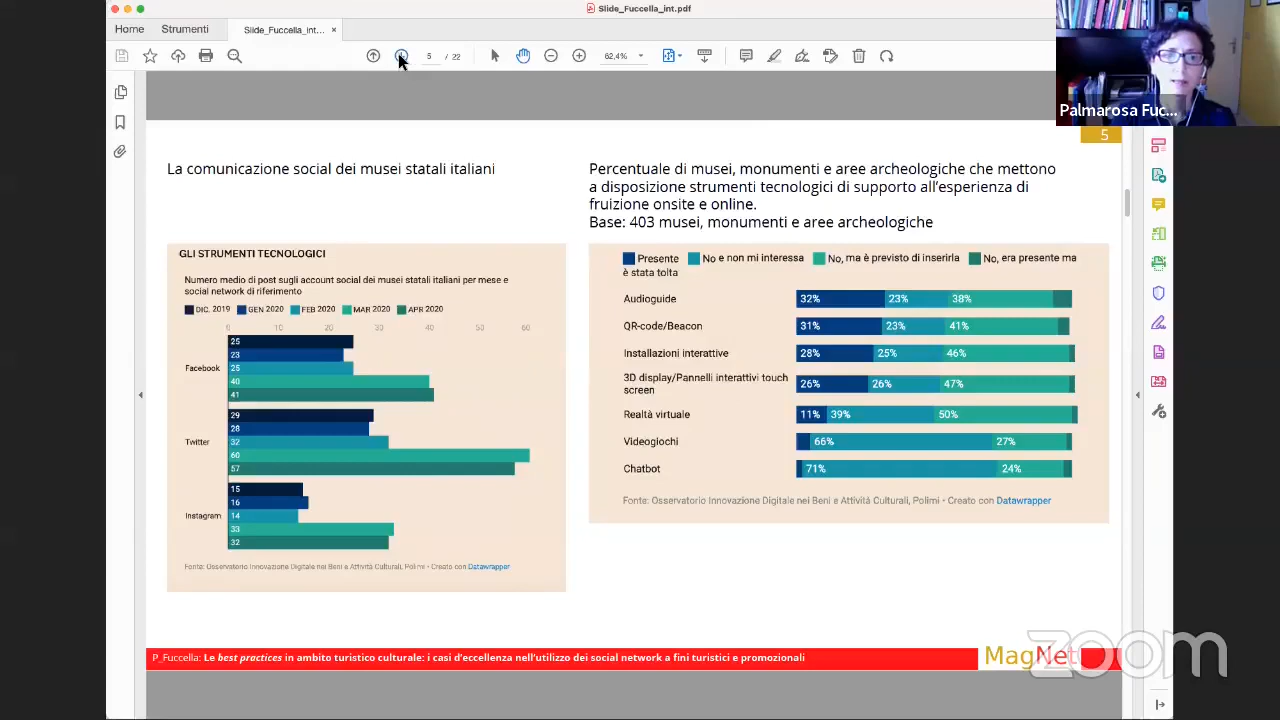 Slide_Fuccella_int.pdf
Home Strumenti Slide_Fuccella_int... ×
5 / 22 62,4%
Palmarosa Fuc...
5
La comunicazione social dei musei statali italiani
GLI STRUMENTI TECNOLOGICI
Numero medio di post sugli account social dei musei statali italiani per mese e
social network di riferimento
DIC. 2019 GEN 2020 FEB 2020 MAR 2020 APR 2020
0 10 20 30 40 50 60
Facebook
25
23
25
40
41
Twitter
29
28
32
60
57
Instagram
15
16
14
33
32
Fonte: Osservatorio Innovazione Digitale nei Beni e Attività Culturali, Polimi • Creato con Datawrapper
Percentuale di musei, monumenti e aree archeologiche che mettono
a disposizione strumenti tecnologici di supporto all'esperienza di
fruizione onsite e online.
Base: 403 musei, monumenti e aree archeologiche
Presente No e non mi interessa No, ma è previsto di inserirla No, era presente ma
è stata tolta
Audioguide 32% 23% 38%
QR-code/Beacon 31% 23% 41%
Installazioni interattive 28% 25% 46%
3D display/Pannelli interattivi touch
screen 26% 26% 47%
Realtà virtuale 11% 39% 50%
Videogiochi 66% 27%
Chatbot 71% 24%
Fonte: Osservatorio Innovazione Digitale nei Beni e Attività Culturali, Polimi • Creato con Datawrapper
P_Fuccella: Le best practices in ambito turistico culturale: i casi d'eccellenza nell'utilizzo dei social network a fini turistici e promozionali
MagNet
zoom